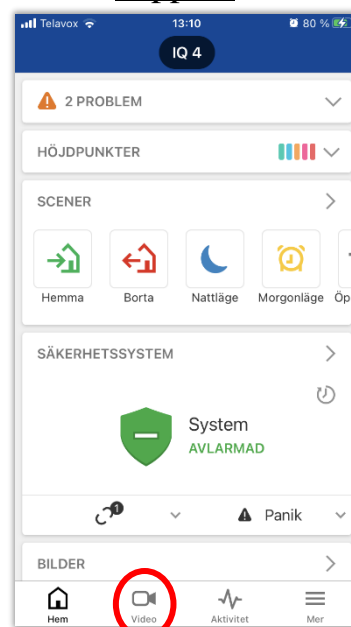 Telavox 13:10 80 %
IQ 4
2 PROBLEM
HÖJDPUNKTER
SCENER
Hemma Borta Nattläge Morgonläge Öp
SÄKERHETSSYSTEM
System
AVLARMAD
1 Panik
BILDER
Hem Video Aktivitet Mer